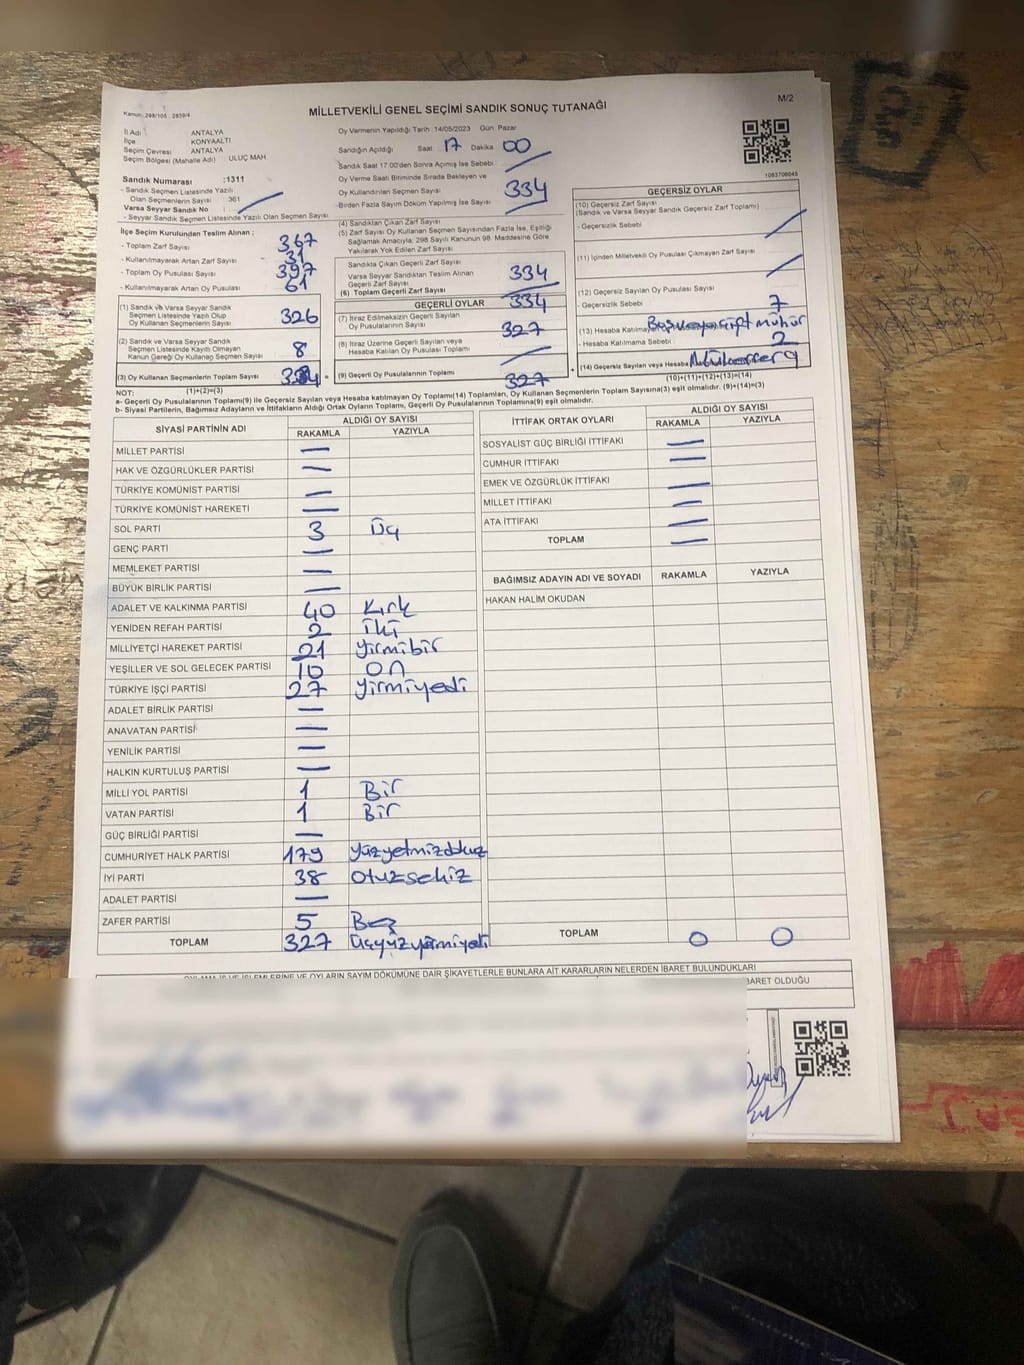 MİLLETVEKİLİ GENEL SEÇİMİ SANDIK SONUÇ TUTANAĞI
M/2
Kanun: 298/105 , 2839/4
İl Adı : ANTALYA
İlçe : KONYAALTI
Seçim Çevresi : ANTALYA
Seçim Bölgesi (Mahalle Adı) : ULUÇ MAH
Sandık Numarası :1311
- Sandık Seçmen Listesinde Yazılı
Olan Seçmenlerin Sayısı : 361
Varsa Seyyar Sandık No :
- Seyyar Sandık Seçmen Listesinde Yazılı Olan Seçmen Sayısı
Oy Vermenin Yapıldığı Tarih :14/05/2023 Gün: Pazar
Sandığın Açıldığı Saat 17 Dakika 00
Sandık Saat 17:00'den Sonra Açılmış İse Sebebi
Oy Verme Saati Bitiminde Sırada Bekleyen ve
Oy Kullandırılan Seçmen Sayısı
Birden Fazla Sayım Döküm Yapılmış İse Sayısı 334
1083706045
İlçe Seçim Kurulundan Teslim Alınan ;
- Toplam Zarf Sayısı 367
- Kullanılmayarak Artan Zarf Sayısı 31
- Toplam Oy Pusulası Sayısı 397
- Kullanılmayarak Artan Oy Pusulası 61
(1) Sandık ve Varsa Seyyar Sandık
Seçmen Listesinde Yazılı Olup
Oy Kullanan Seçmenlerin Sayısı 326
(2) Sandık ve Varsa Seyyar Sandık
Seçmen Listesinde Kayıtlı Olmayan
Kanun Gereği Oy Kullanan Seçmen Sayısı 8
(3) Oy Kullanan Seçmenlerin Toplam Sayısı
(1)+(2)=(3)
(4) Sandıktan Çıkan Zarf Sayısı
(5) Zarf Sayısı Oy Kullanan Seçmen Sayısından Fazla İse, Eşitliği
Sağlamak Amacıyla; 298 Sayılı Kanunun 98. Maddesine Göre
Yakılarak Yok Edilen Zarf Sayısı
Sandıkta Çıkan Geçerli Zarf Sayısı
Varsa Seyyar Sandıktan Teslim Alınan
Geçerli Zarf Sayısı 334
(6) Toplam Geçerli Zarf Sayısı 334
GEÇERLİ OYLAR
(7) İtiraz Edilmeksizin Geçerli Sayılan
Oy Pusulalarının Sayısı 327
(8) İtiraz Üzerine Geçerli Sayılan veya
Hesaba Katılan Oy Pusulası Toplamı
(9) Geçerli Oy Pusulalarının Toplamı 327
GEÇERSİZ OYLAR
(10) Geçersiz Zarf Sayısı
(Sandık ve Varsa Seyyar Sandık Geçersiz Zarf Toplamı)
- Geçersizlik Sebebi
(11) İçinden Milletvekili Oy Pusulası Çıkmayan Zarf Sayısı
(12) Geçersiz Sayılan Oy Pusulası Sayısı 7
- Geçersizlik Sebebi
(13) Hesaba Katılmayan Boş veya çift mühür
- Hesaba Katılmama Sebebi 2
(14) Geçersiz Sayılan veya Hesaba 9
(10)+(11)+(12)+(13)=(14)
NOT:
a- Geçerli Oy Pusulalarının Toplamı(9) ile Geçersiz Sayılan veya Hesaba katılmayan Oy Pusulaları Toplamı(14) Toplamları, Oy Kullanan Seçmenlerin Toplam Sayısına(3) eşit olmalıdır. (9)+(14)=(3)
b- Siyasi Partilerin, Bağımsız Adayların ve İttifakların Aldığı Ortak Oyların Toplamı, Geçerli Oy Pusulalarının Toplamına(9) eşit olmalıdır.
SİYASİ PARTİNİN ADI ALDIĞI OY SAYISI
RAKAMLA YAZIYLA
MİLLET PARTİSİ —
HAK VE ÖZGÜRLÜKLER PARTİSİ —
TÜRKİYE KOMÜNİST PARTİSİ —
TÜRKİYE KOMÜNİST HAREKETİ —
SOL PARTİ 3 Üç
GENÇ PARTİ —
MEMLEKET PARTİSİ —
BÜYÜK BİRLİK PARTİSİ —
ADALET VE KALKINMA PARTİSİ 40 Kırk
YENİDEN REFAH PARTİSİ 2 İki
MİLLİYETÇİ HAREKET PARTİSİ 21 yirmibir
YEŞİLLER VE SOL GELECEK PARTİSİ 10 On
TÜRKİYE İŞÇİ PARTİSİ 27 yirmiyedi
ADALET BİRLİK PARTİSİ —
ANAVATAN PARTİSİ —
YENİLİK PARTİSİ —
HALKIN KURTULUŞ PARTİSİ —
MİLLİ YOL PARTİSİ 1 Bir
VATAN PARTİSİ 1 Bir
GÜÇ BİRLİĞİ PARTİSİ —
CUMHURİYET HALK PARTİSİ 179 yüzyetmizdokuz
İYİ PARTİ 38 Otuzsekiz
ADALET PARTİSİ —
ZAFER PARTİSİ 5 Beş
TOPLAM 327 üçyüzyirmiyedi
İTTİFAK ORTAK OYLARI ALDIĞI OY SAYISI
RAKAMLA YAZIYLA
SOSYALİST GÜÇ BİRLİĞİ İTTİFAKI —
CUMHUR İTTİFAKI —
EMEK VE ÖZGÜRLÜK İTTİFAKI —
MİLLET İTTİFAKI —
ATA İTTİFAKI —
TOPLAM —
BAĞIMSIZ ADAYIN ADI VE SOYADI RAKAMLA YAZIYLA
HAKAN HALİM OKUDAN
TOPLAM 0 0
OYLAMA İŞ VE İŞLEMLERİNE VE OYLARIN SAYIM DÖKÜMÜNE DAİR ŞİKAYETLERLE BUNLARA AİT KARARLARIN NELERDEN İBARET BULUNDUKLARI
BARET OLDUĞU